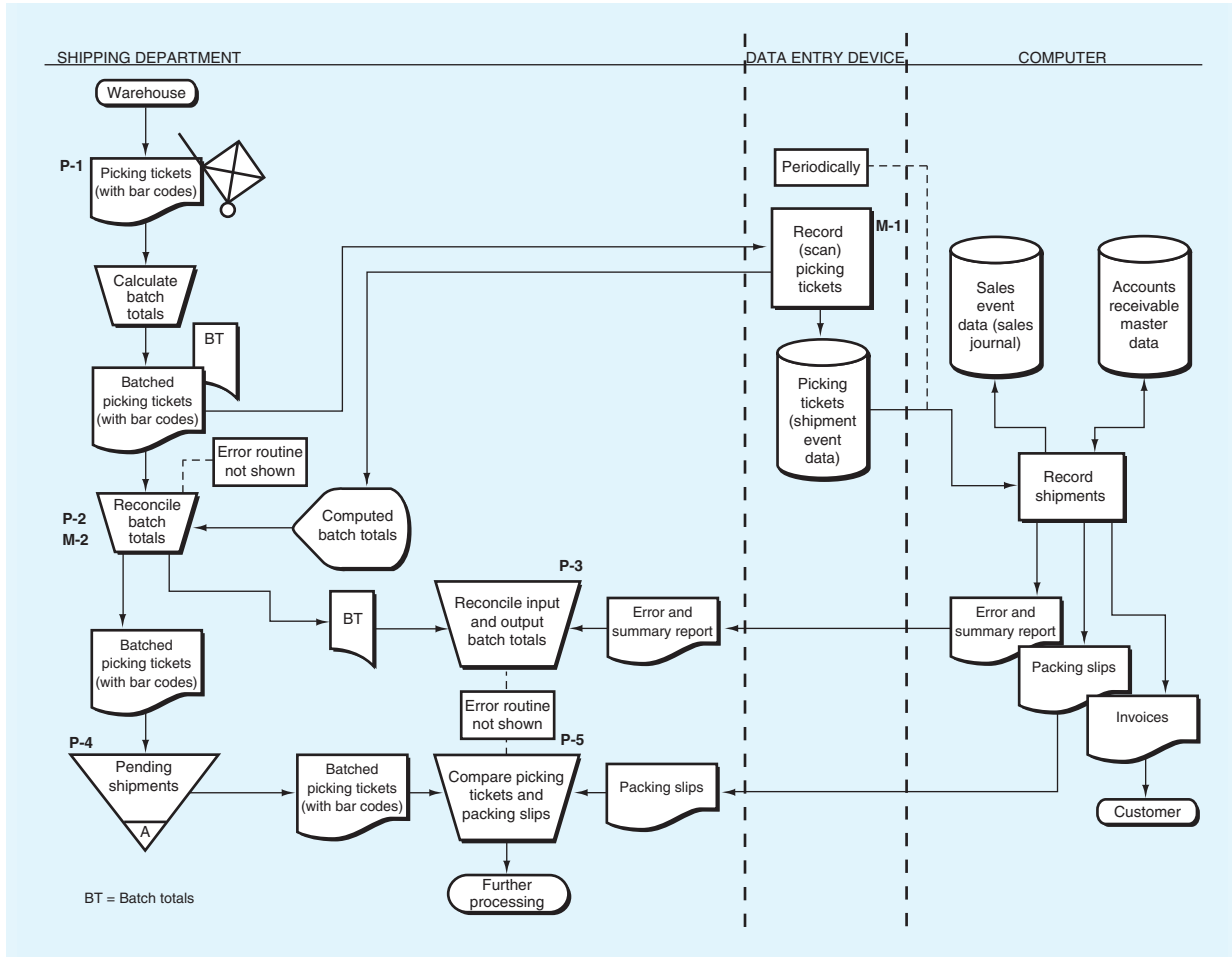 SHIPPING DEPARTMENT
DATA ENTRY DEVICE
COMPUTER
Warehouse
P-1
Picking tickets
(with bar codes)
Calculate
batch
totals
BT
Batched
picking tickets
(with bar codes)
Error routine
not shown
P-2
M-2
Reconcile
batch
totals
Computed
batch totals
Batched
picking tickets
(with bar codes)
BT
P-3
Reconcile input
and output
batch totals
Error and
summary report
Error routine
not shown
P-4
Pending
shipments
A
Batched
picking tickets
(with bar codes)
P-5
Compare picking
tickets and
packing slips
Packing slips
Further
processing
BT = Batch totals
Periodically
M-1
Record
(scan)
picking
tickets
Picking
tickets
(shipment
event
data)
Sales
event
data (sales
journal)
Accounts
receivable
master
data
Record
shipments
Error and
summary report
Packing slips
Invoices
Customer